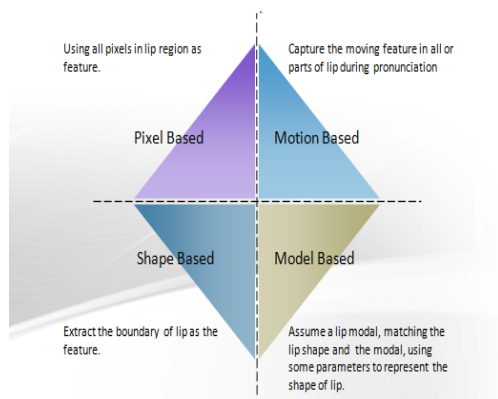 Using all pixels in lip region as
feature.
Capture the moving feature in all or
parts of lip during pronunciation
Pixel Based
Motion Based
Shape Based
Model Based
Extract the boundary of lip as the
feature.
Assume a lip modal, matching the
lip shape and the modal, using
some parameters to represent the
shape of lip.